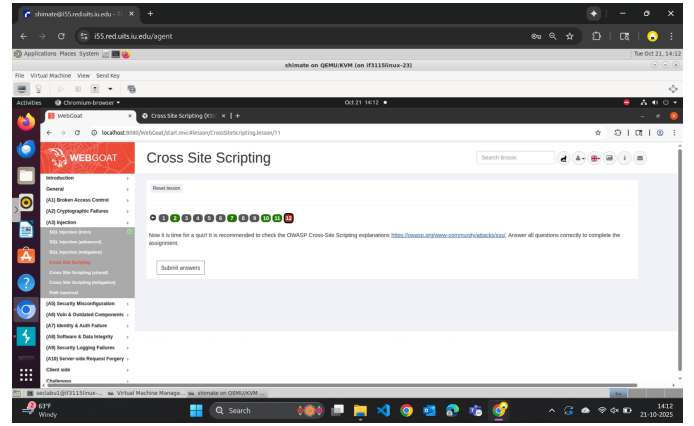 shimate@i55.red.uits.iu.edu - Th
i55.red.uits.iu.edu/agent
Applications Places System
Tue Oct 21, 14:12
shimate on QEMU/KVM (on if3115linux-23)
File Virtual Machine View Send Key
Activities Chromium-browser Oct 21 14:12
WebGoat Cross Site Scripting (XSS)
localhost:8080/WebGoat/start.mvc#lesson/CrossSiteScripting.lesson/11
WEBGOAT
Cross Site Scripting
Search lesson
Introduction
General
(A1) Broken Access Control
(A2) Cryptographic Failures
(A3) Injection
SQL Injection (intro)
SQL Injection (advanced)
SQL Injection (mitigation)
Cross Site Scripting
Cross Site Scripting (stored)
Cross Site Scripting (mitigation)
Path traversal
(A5) Security Misconfiguration
(A6) Vuln & Outdated Components
(A7) Identity & Auth Failure
(A8) Software & Data Integrity
(A9) Security Logging Failures
(A10) Server-side Request Forgery
Client side
Challenges
Reset lesson
1 2 3 4 5 6 7 8 9 10 11 12
Now it is time for a quiz! It is recommended to check the OWASP Cross-Site Scripting explanations https://owasp.org/www-community/attacks/xss/. Answer all questions correctly to complete the
assignment.
Submit answers
seclabu1@if3115linux-... Virtual Machine Manage... shimate on QEMU/KVM ...
63°F
Windy
Search
14:12
21-10-2025